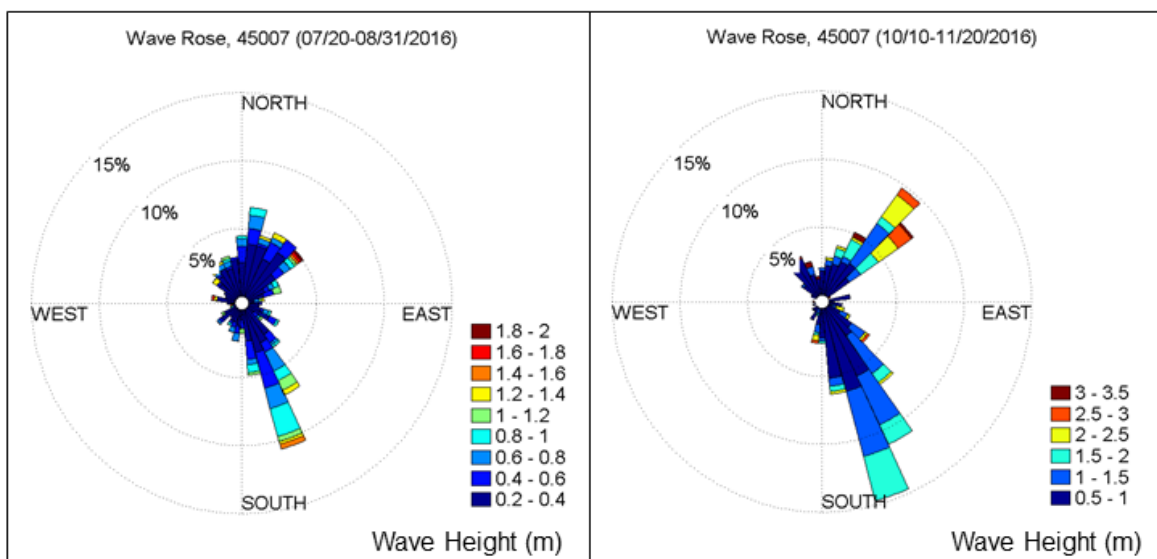 Wave Rose, 45007 (07/20-08/31/2016)
NORTH
15%
10%
5%
WEST
EAST
SOUTH
1.8 - 2
1.6 - 1.8
1.4 - 1.6
1.2 - 1.4
1 - 1.2
0.8 - 1
0.6 - 0.8
0.4 - 0.6
0.2 - 0.4
Wave Height (m)
Wave Rose, 45007 (10/10-11/20/2016)
NORTH
15%
10%
5%
WEST
EAST
SOUTH
3 - 3.5
2.5 - 3
2 - 2.5
1.5 - 2
1 - 1.5
0.5 - 1
Wave Height (m)